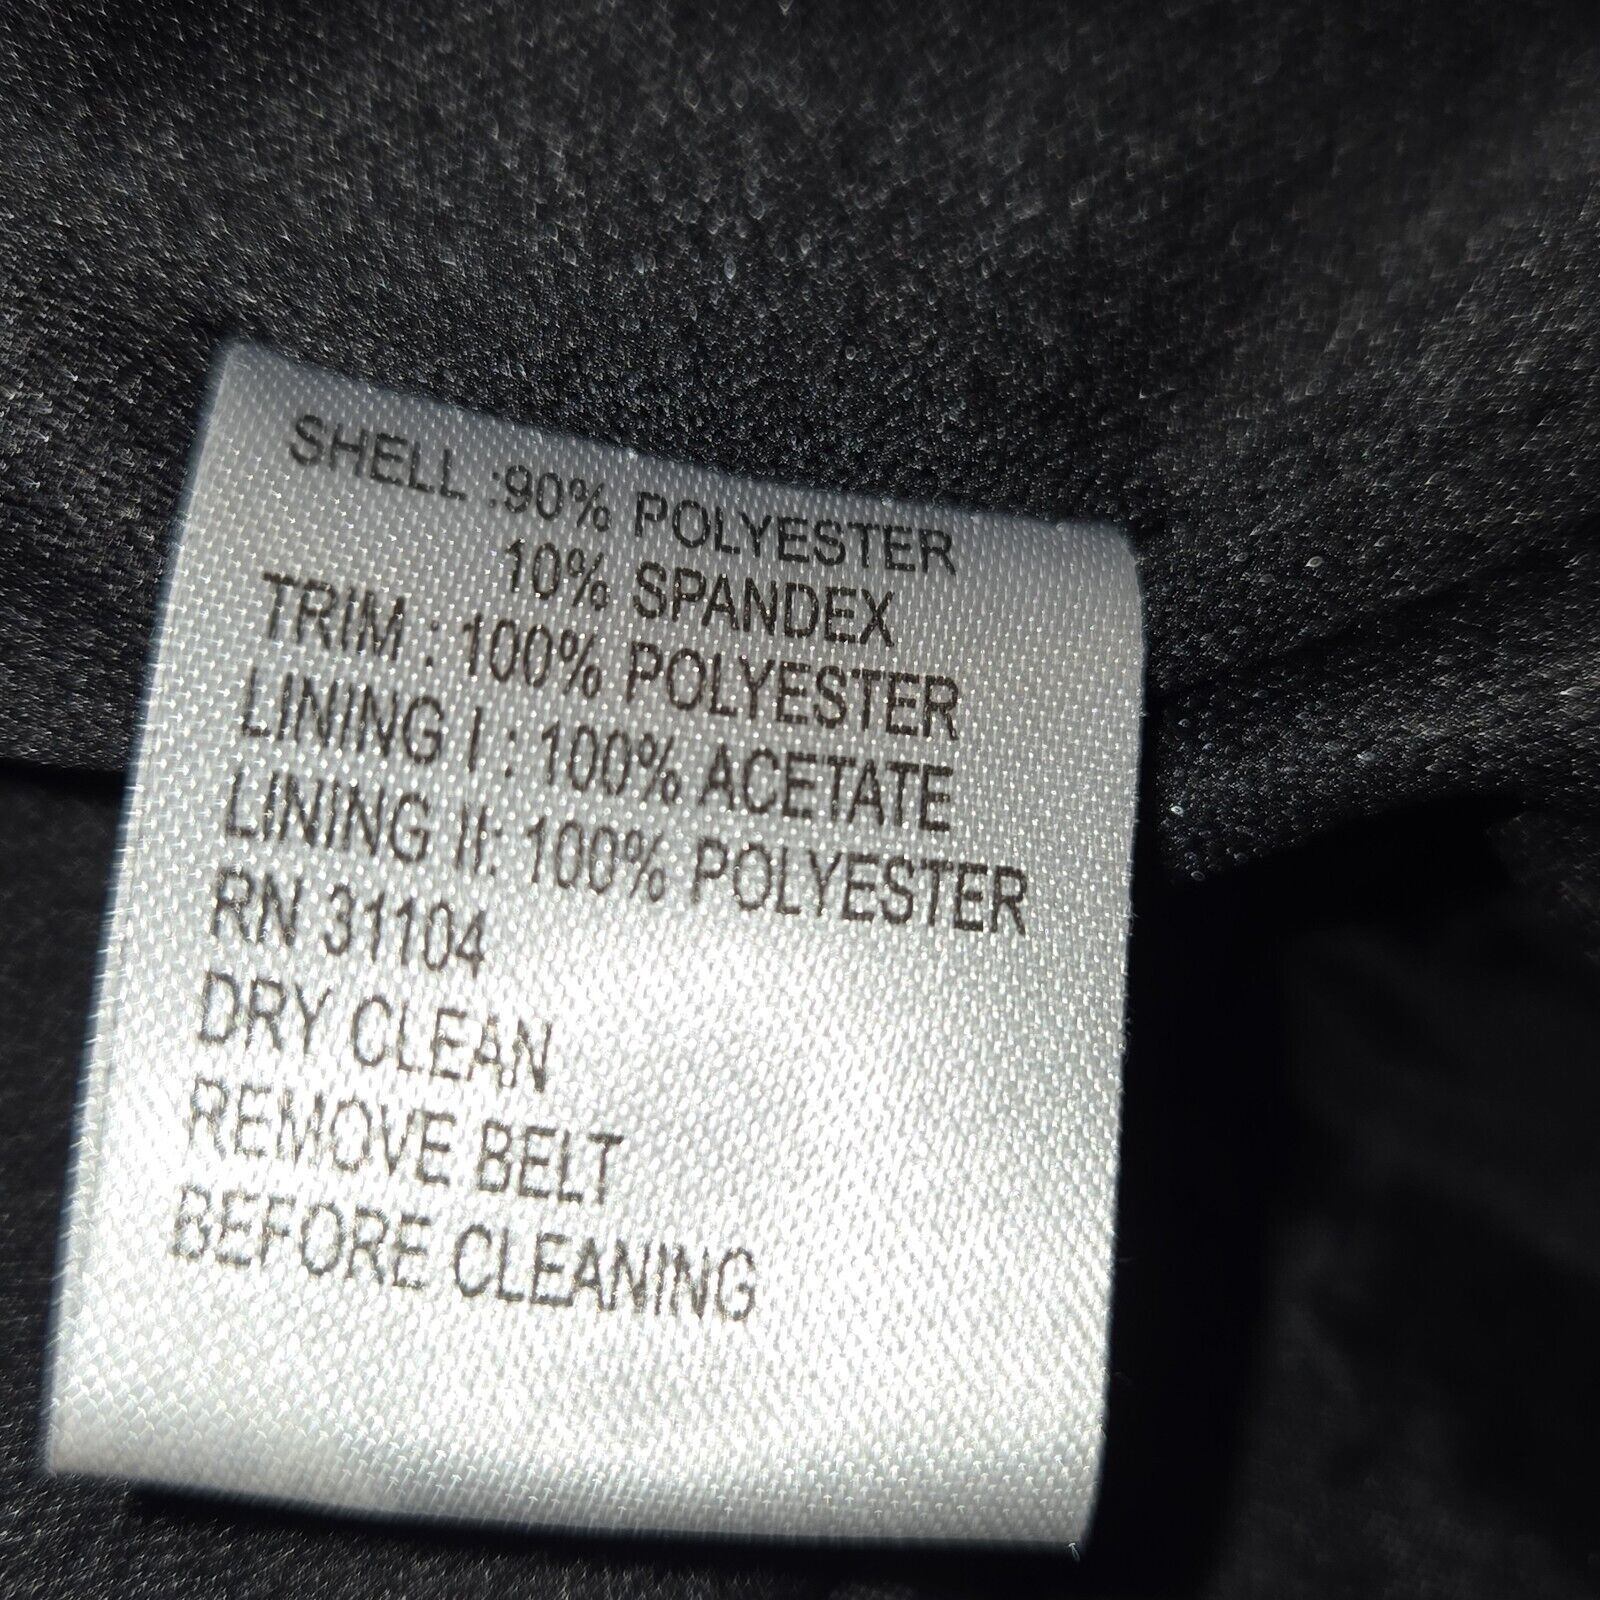 SHELL :90% POLYESTER
10% SPANDEX
TRIM : 100% POLYESTER
LINING I : 100% ACETATE
LINING II: 100% POLYESTER
RN 31104
DRY CLEAN
REMOVE BELT
BEFORE CLEANING